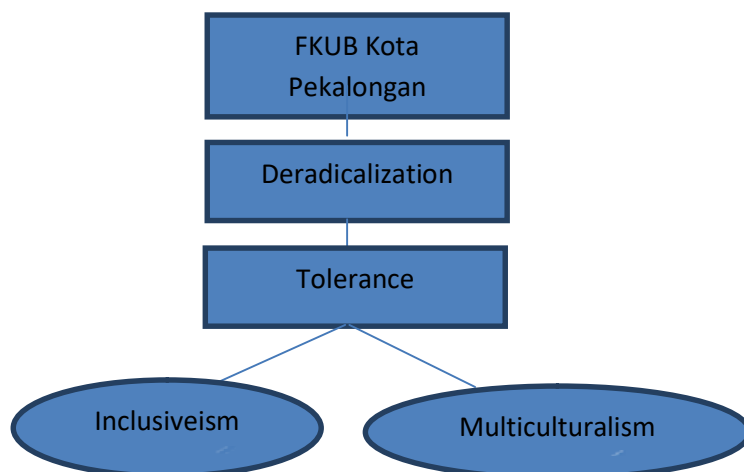 FKUB Kota
Pekalongan
Deradicalization
Tolerance
Inclusiveism
Multiculturalism